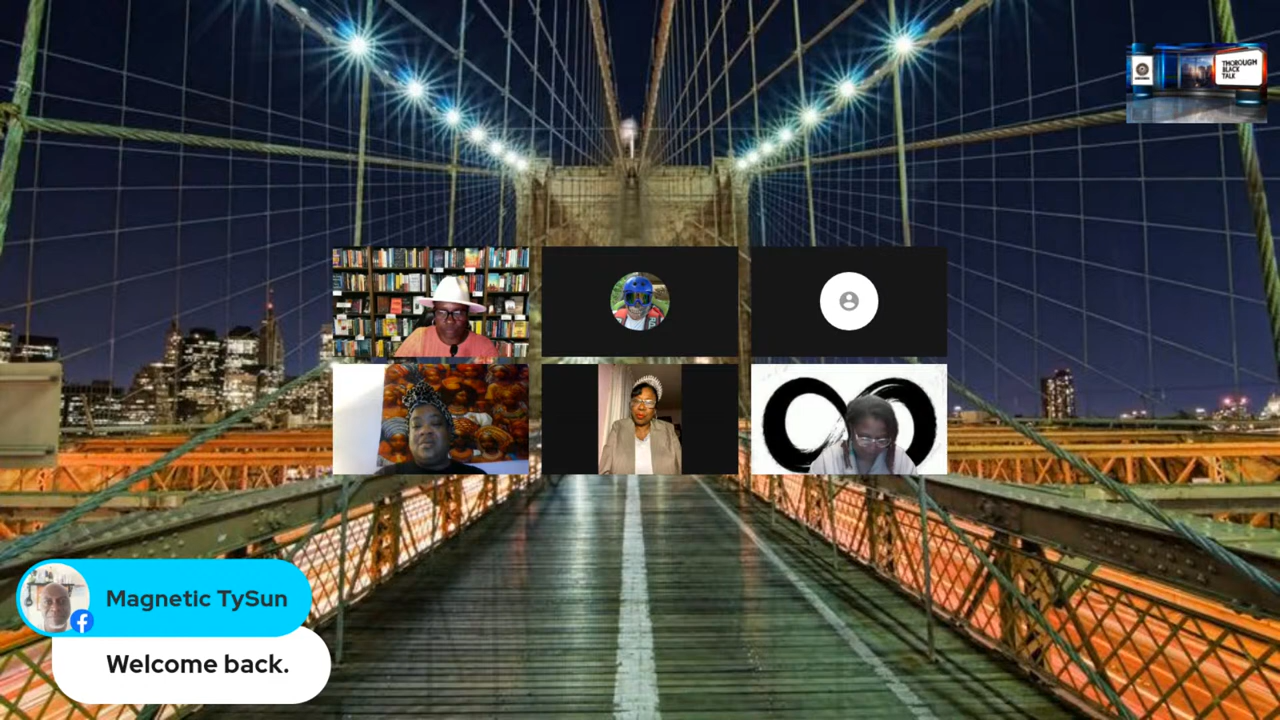 THOROUGH
BLACK
TALK
Magnetic TySun
Welcome back.